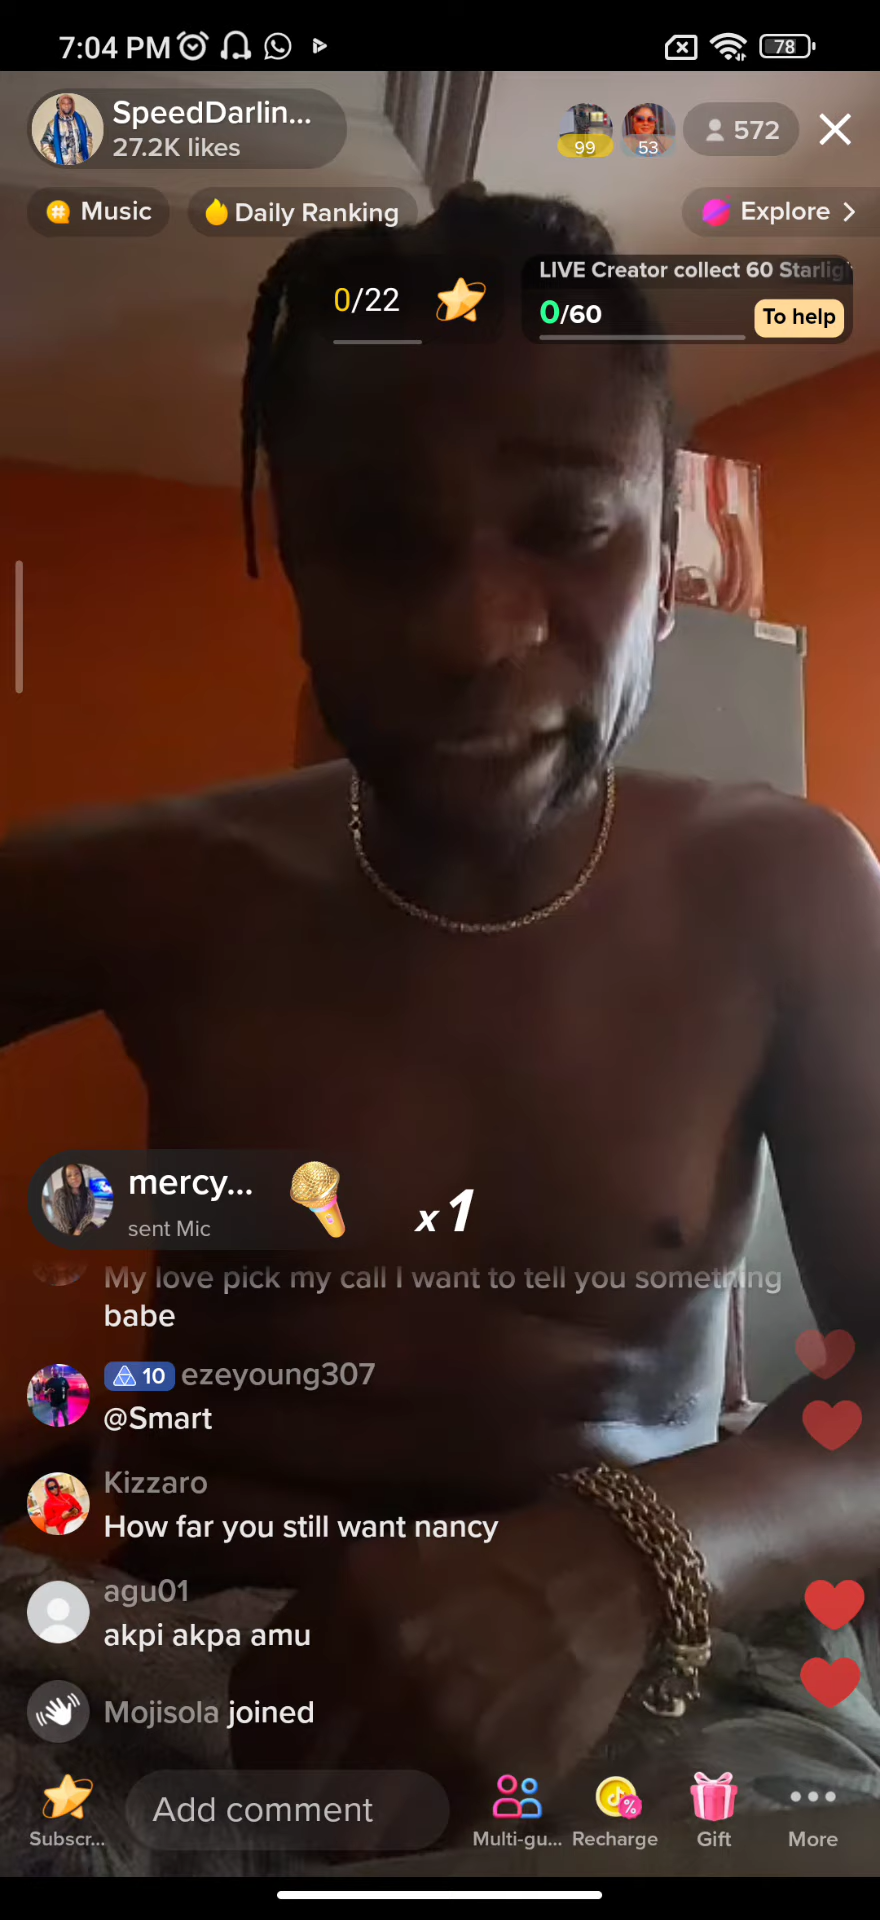 7:04 PM
78
SpeedDarlin...
27.2K likes
99
53
572
Music
Daily Ranking
Explore
0/22
LIVE Creator collect 60 Starlig
0/60
To help
mercy...
sent Mic
x1
My love pick my call I want to tell you something
babe
10 ezeyoung307
@Smart
Kizzaro
How far you still want nancy
agu01
akpi akpa amu
Mojisola joined
Add comment
Subscr...
Multi-gu...
Recharge
Gift
More